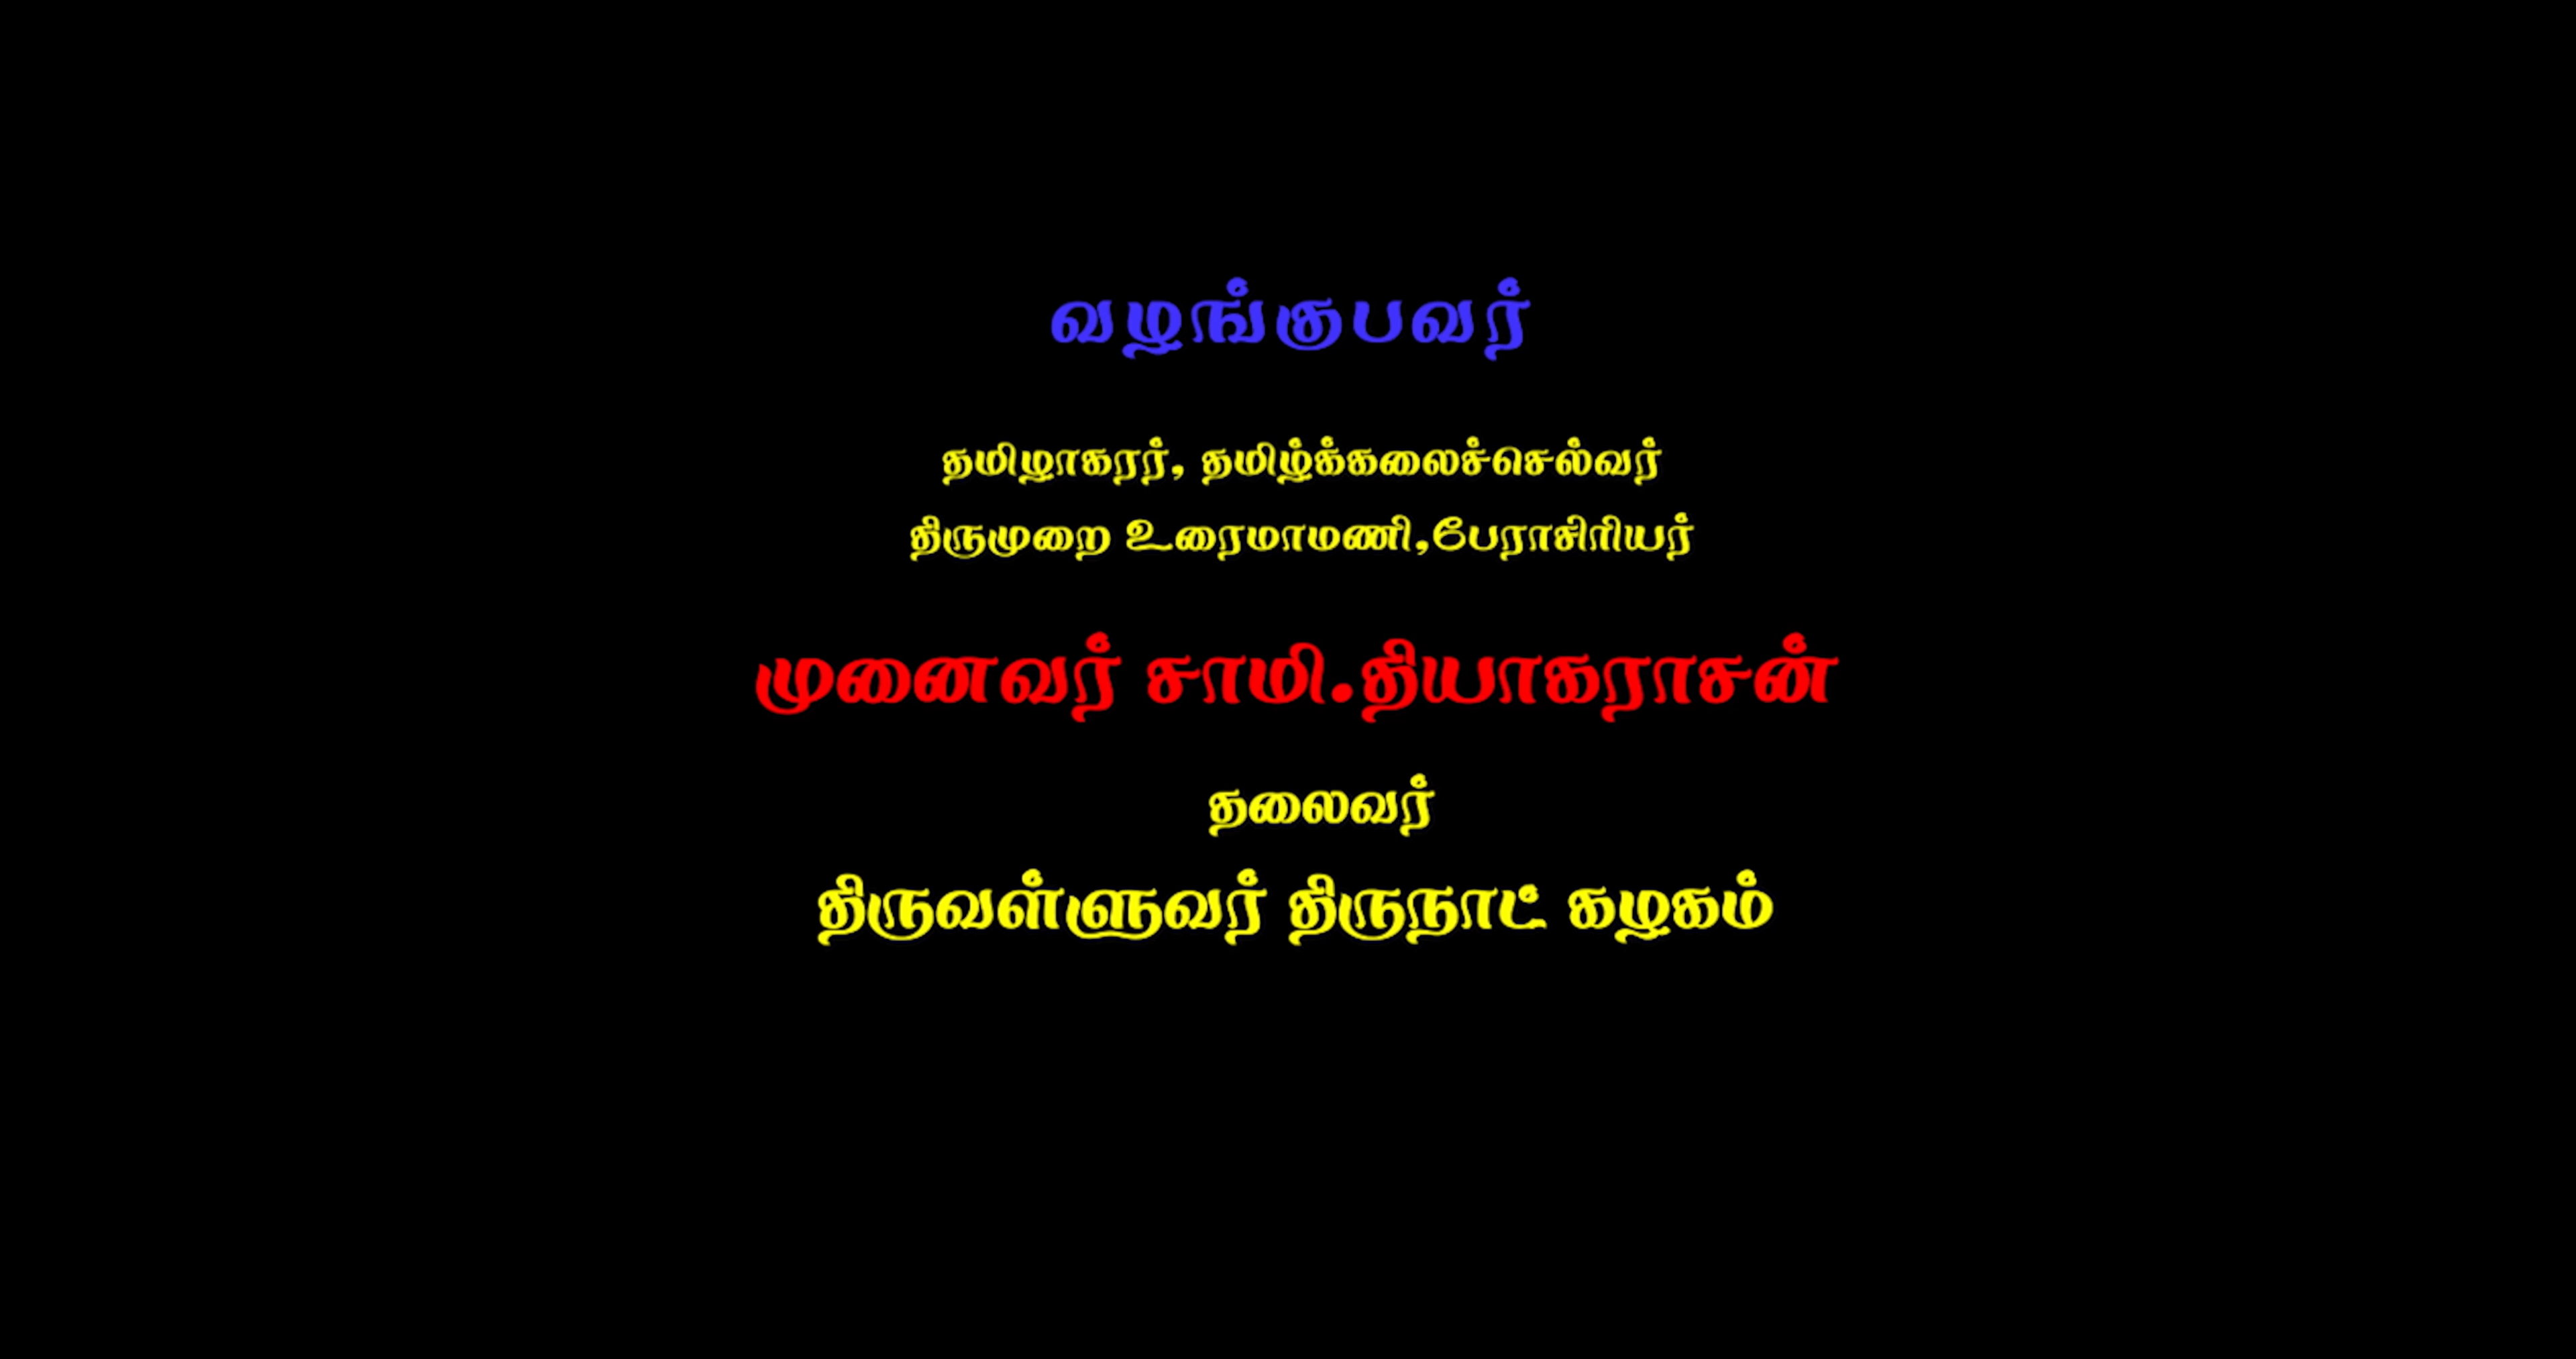 வழங்குபவர்
தமிழாகரர், தமிழ்க்கலைச்செல்வர்
திருமுறை உரைமாமணி,பேராசிரியர்
முனைவர் சாமி.தியாகராசன்
தலைவர்
திருவள்ளுவர் திருநாட் கழகம்